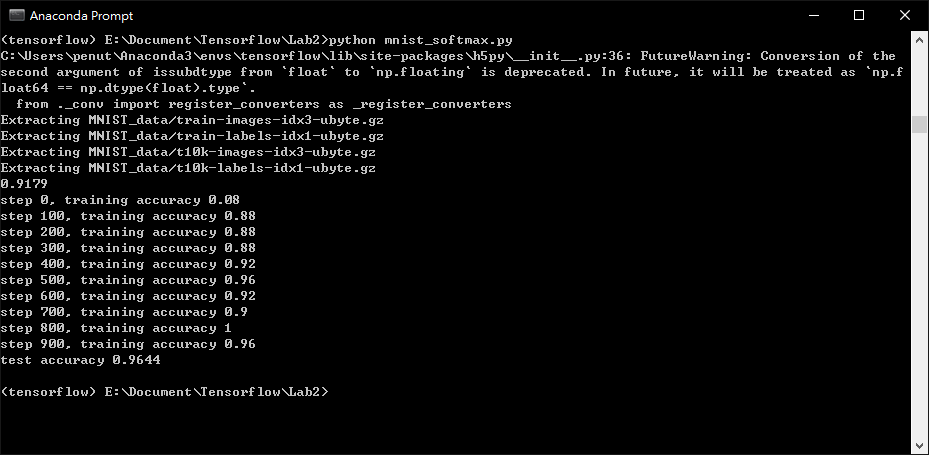 Anaconda Prompt
(tensorflow) E:\Document\Tensorflow\Lab2>python mnist_softmax.py
C:\Users\penut\Anaconda3\envs\tensorflow\lib\site-packages\h5py\__init__.py:36: FutureWarning: Conversion of the
second argument of issubdtype from `float` to `np.floating` is deprecated. In future, it will be treated as `np.f
loat64 == np.dtype(float).type`.
  from ._conv import register_converters as _register_converters
Extracting MNIST_data/train-images-idx3-ubyte.gz
Extracting MNIST_data/train-labels-idx1-ubyte.gz
Extracting MNIST_data/t10k-images-idx3-ubyte.gz
Extracting MNIST_data/t10k-labels-idx1-ubyte.gz
0.9179
step 0, training accuracy 0.08
step 100, training accuracy 0.88
step 200, training accuracy 0.88
step 300, training accuracy 0.88
step 400, training accuracy 0.92
step 500, training accuracy 0.96
step 600, training accuracy 0.92
step 700, training accuracy 0.9
step 800, training accuracy 1
step 900, training accuracy 0.96
test accuracy 0.9644
(tensorflow) E:\Document\Tensorflow\Lab2>